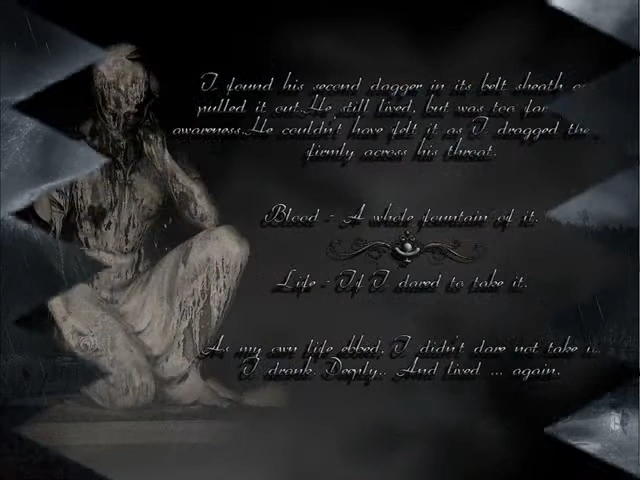 I found his second dagger in its belt sheath
pulled it out.He still lived, but was too far
awareness.He couldn't have felt it as I dragged the
firmly across his throat.
Blood - A whole fountain of it.
Life - If I dared to take it.
As my own life ebbed, I didn't dare not take
I drank. Deeply.. And lived ... again.